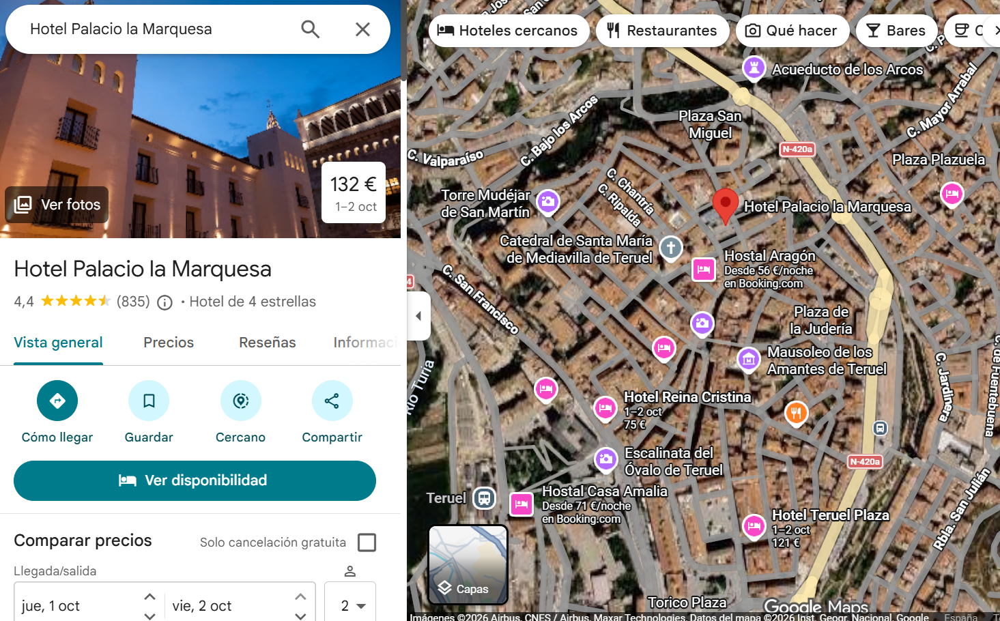 Hotel Palacio la Marquesa
Ver fotos
132 €
1–2 oct
Hotel Palacio la Marquesa
4,4 (835) · Hotel de 4 estrellas
Vista general
Precios
Reseñas
Informaci
Cómo llegar
Guardar
Cercano
Compartir
Ver disponibilidad
Comparar precios
Solo cancelación gratuita
Llegada/salida
jue, 1 oct
vie, 2 oct
2
Hoteles cercanos
Restaurantes
Qué hacer
Bares
Acueducto de los Arcos
C. Mayor Arrabal
C. Bajo los Arcos
Plaza San
Miguel
N-420a
C. Valparaíso
Plaza Plazuela
C. Chantría
C. Ripalda
Torre Mudéjar
de San Martín
Hotel Palacio la Marquesa
Catedral de Santa María
de Mediavilla de Teruel
Hostal Aragón
Desde 56 €/noche
en Booking.com
4
C. San Francisco
Plaza de
la Judería
Mausoleo de los
Amantes de Teruel
C. Jardinera
C. de Fuentebuena
Río Turia
Hotel Reina Cristina
1–2 oct
75 €
Escalinata del
Óvalo de Teruel
N-420a
Rbla. San Julián
Teruel
Hostal Casa Amalia
Desde 71 €/noche
en Booking.com
Hotel Teruel Plaza
1–2 oct
121 €
Capas
Torico Plaza
Google Maps
Imágenes ©2026 Airbus, CNES / Airbus, Maxar Technologies, Datos del mapa ©2026 Inst. Geogr. Nacional, Google
España